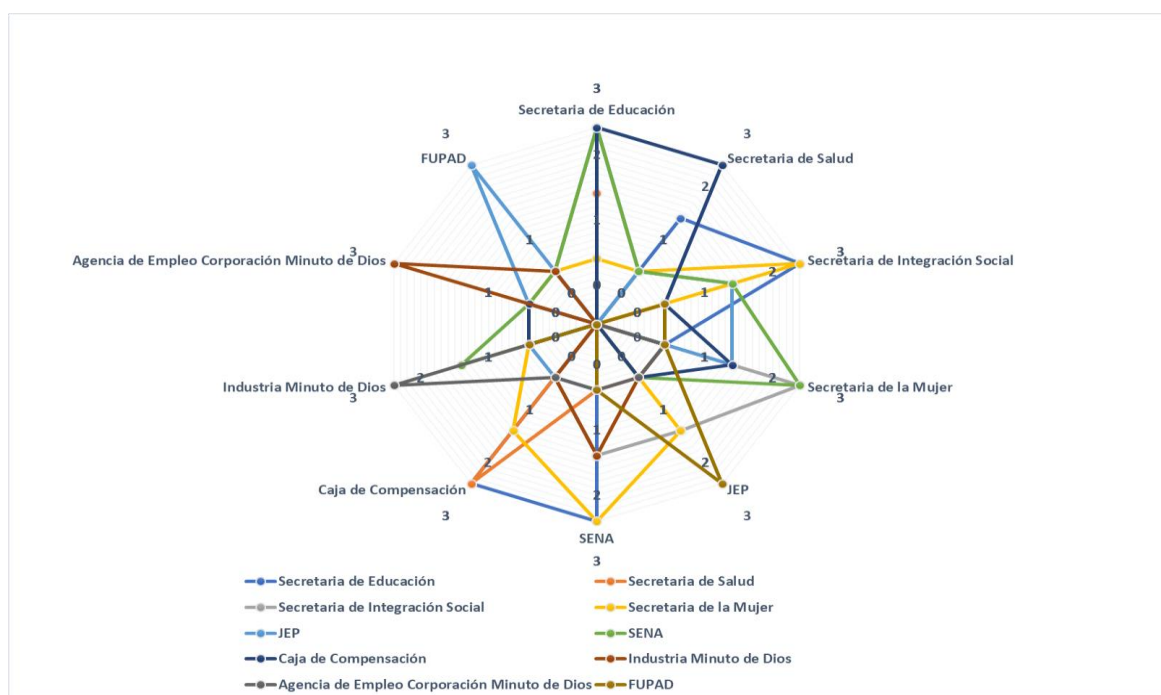 3
Secretaria de Educación
3
3
FUPAD
Secretaria de Salud
2
2
1
1
1
3
3
Agencia de Empleo Corporación Minuto de Dios
Secretaria de Integración Social
2
1
1
0
0
0
0
0
0
0
0
0
0
1
1
Industria Minuto de Dios
2
2
Secretaria de la Mujer
3
3
1
1
1
2
2
2
Caja de Compensación
JEP
3
3
SENA
3
Secretaria de Educación
Secretaria de Salud
Secretaria de Integración Social
Secretaria de la Mujer
JEP
SENA
Caja de Compensación
Industria Minuto de Dios
Agencia de Empleo Corporación Minuto de Dios
FUPAD